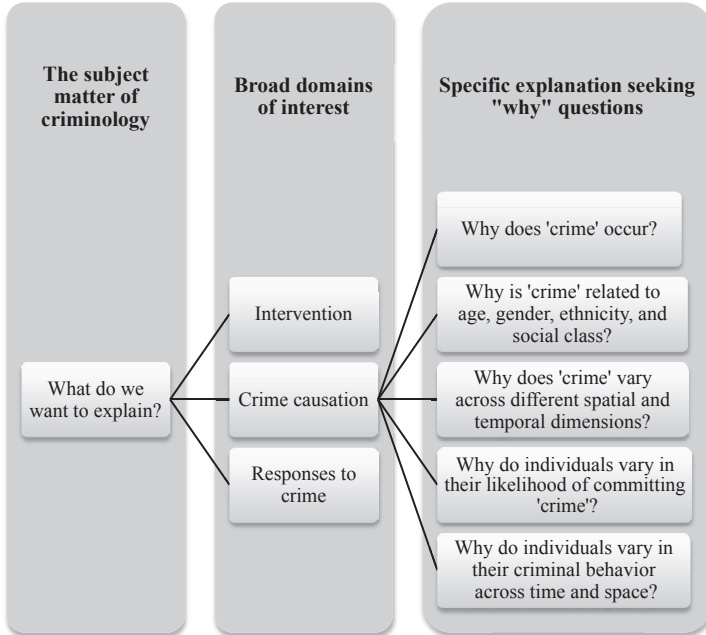 The subject
matter of
criminology
Broad domains
of interest
Specific explanation seeking
"why" questions
What do we
want to explain?
Intervention
Crime causation
Responses to
crime
Why does 'crime' occur?
Why is 'crime' related to
age, gender, ethnicity, and
social class?
Why does 'crime' vary
across different spatial and
temporal dimensions?
Why do individuals vary in
their likelihood of committing
'crime'?
Why do individuals vary in
their criminal behavior
across time and space?